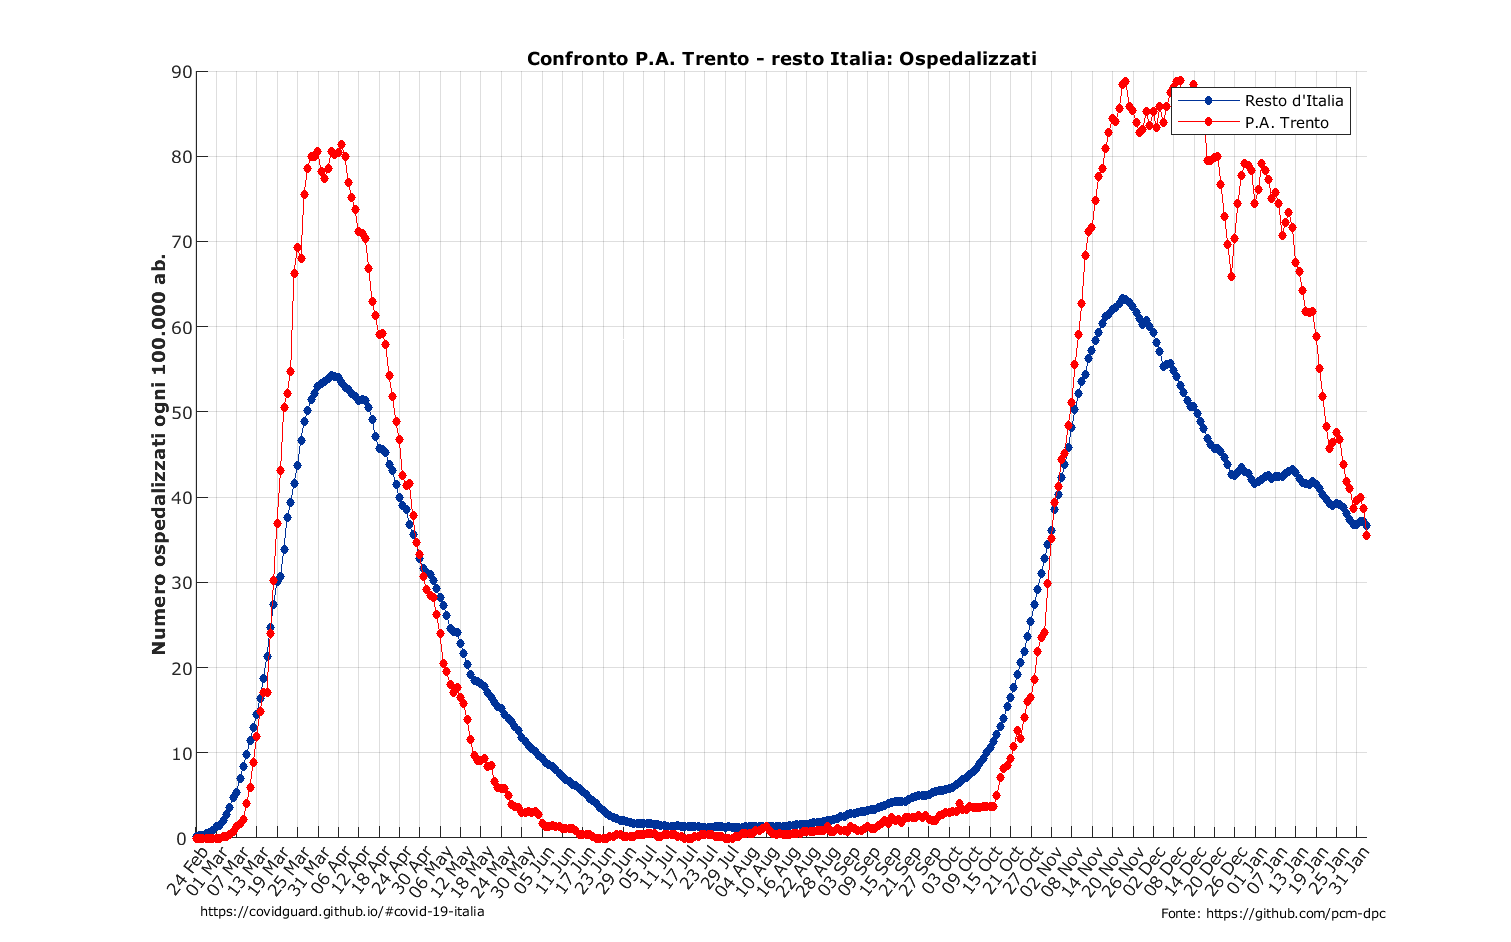 Confronto P.A. Trento - resto Italia: Ospedalizzati
Numero ospedalizzati ogni 100.000 ab.
90
80
70
60
50
40
30
20
10
0
Resto d'Italia
P.A. Trento
24 Feb
01 Mar
07 Mar
13 Mar
19 Mar
25 Mar
31 Mar
06 Apr
12 Apr
18 Apr
24 Apr
30 Apr
06 May
12 May
18 May
24 May
30 May
05 Jun
11 Jun
17 Jun
23 Jun
29 Jun
05 Jul
11 Jul
17 Jul
23 Jul
29 Jul
04 Aug
10 Aug
16 Aug
22 Aug
28 Aug
03 Sep
09 Sep
15 Sep
21 Sep
27 Sep
03 Oct
09 Oct
15 Oct
21 Oct
27 Oct
02 Nov
08 Nov
14 Nov
20 Nov
26 Nov
02 Dec
08 Dec
14 Dec
20 Dec
26 Dec
01 Jan
07 Jan
13 Jan
19 Jan
25 Jan
31 Jan
https://covidguard.github.io/#covid-19-italia
Fonte: https://github.com/pcm-dpc